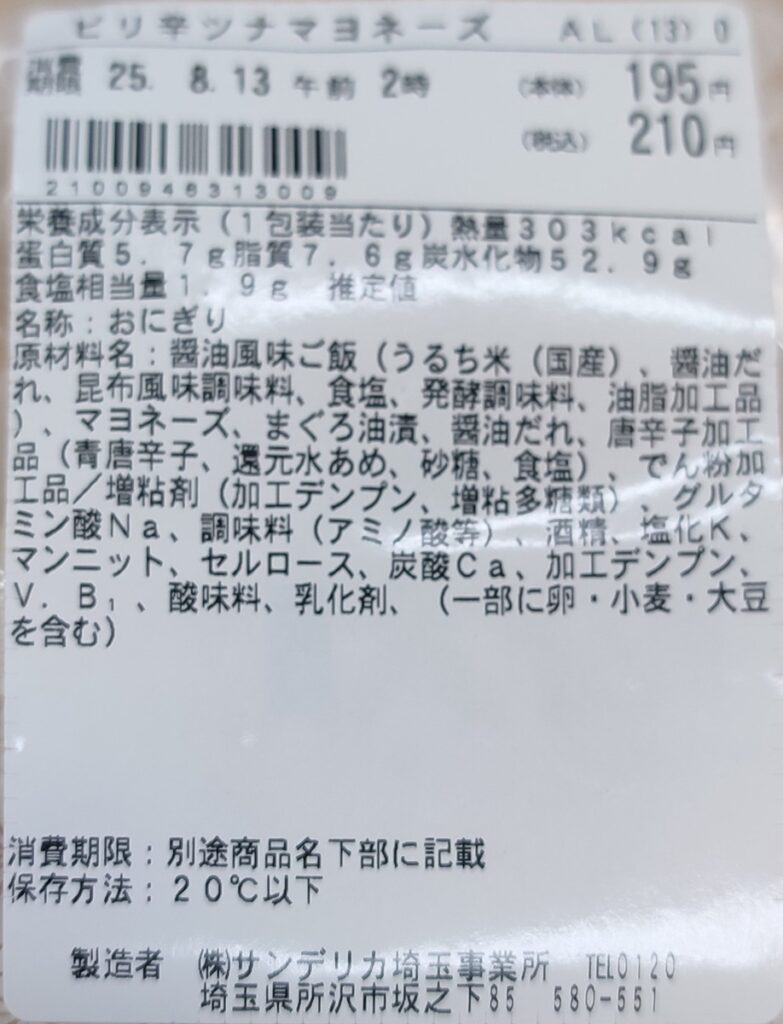 ピリ辛ツナマヨネーズ AL(13)0
消費期限 25. 8.13 午前 2時 (本体) 195円
(税込) 210円
2100946313009
栄養成分表示(1包装当たり)熱量303kcal
蛋白質5.7g脂質7.6g炭水化物52.9g
食塩相当量1.9g 推定値
名称:おにぎり
原材料名:醤油風味ご飯(うるち米(国産)、醤油だ
れ、昆布風味調味料、食塩、発酵調味料、油脂加工品
)、マヨネーズ、まぐろ油漬、醤油だれ、唐辛子加工
品(青唐辛子、還元水あめ、砂糖、食塩)、でん粉加
工品/増粘剤(加工デンプン、増粘多糖類)、グルタ
ミン酸Na、調味料(アミノ酸等)、酒精、塩化K、
マンニット、セルロース、炭酸Ca、加工デンプン、
V.B₁、酸味料、乳化剤、(一部に卵・小麦・大豆
を含む)
消費期限:別途商品名下部に記載
保存方法:20℃以下
製造者 ㈱サンデリカ埼玉事業所 TEL0120
埼玉県所沢市坂之下85 580-551